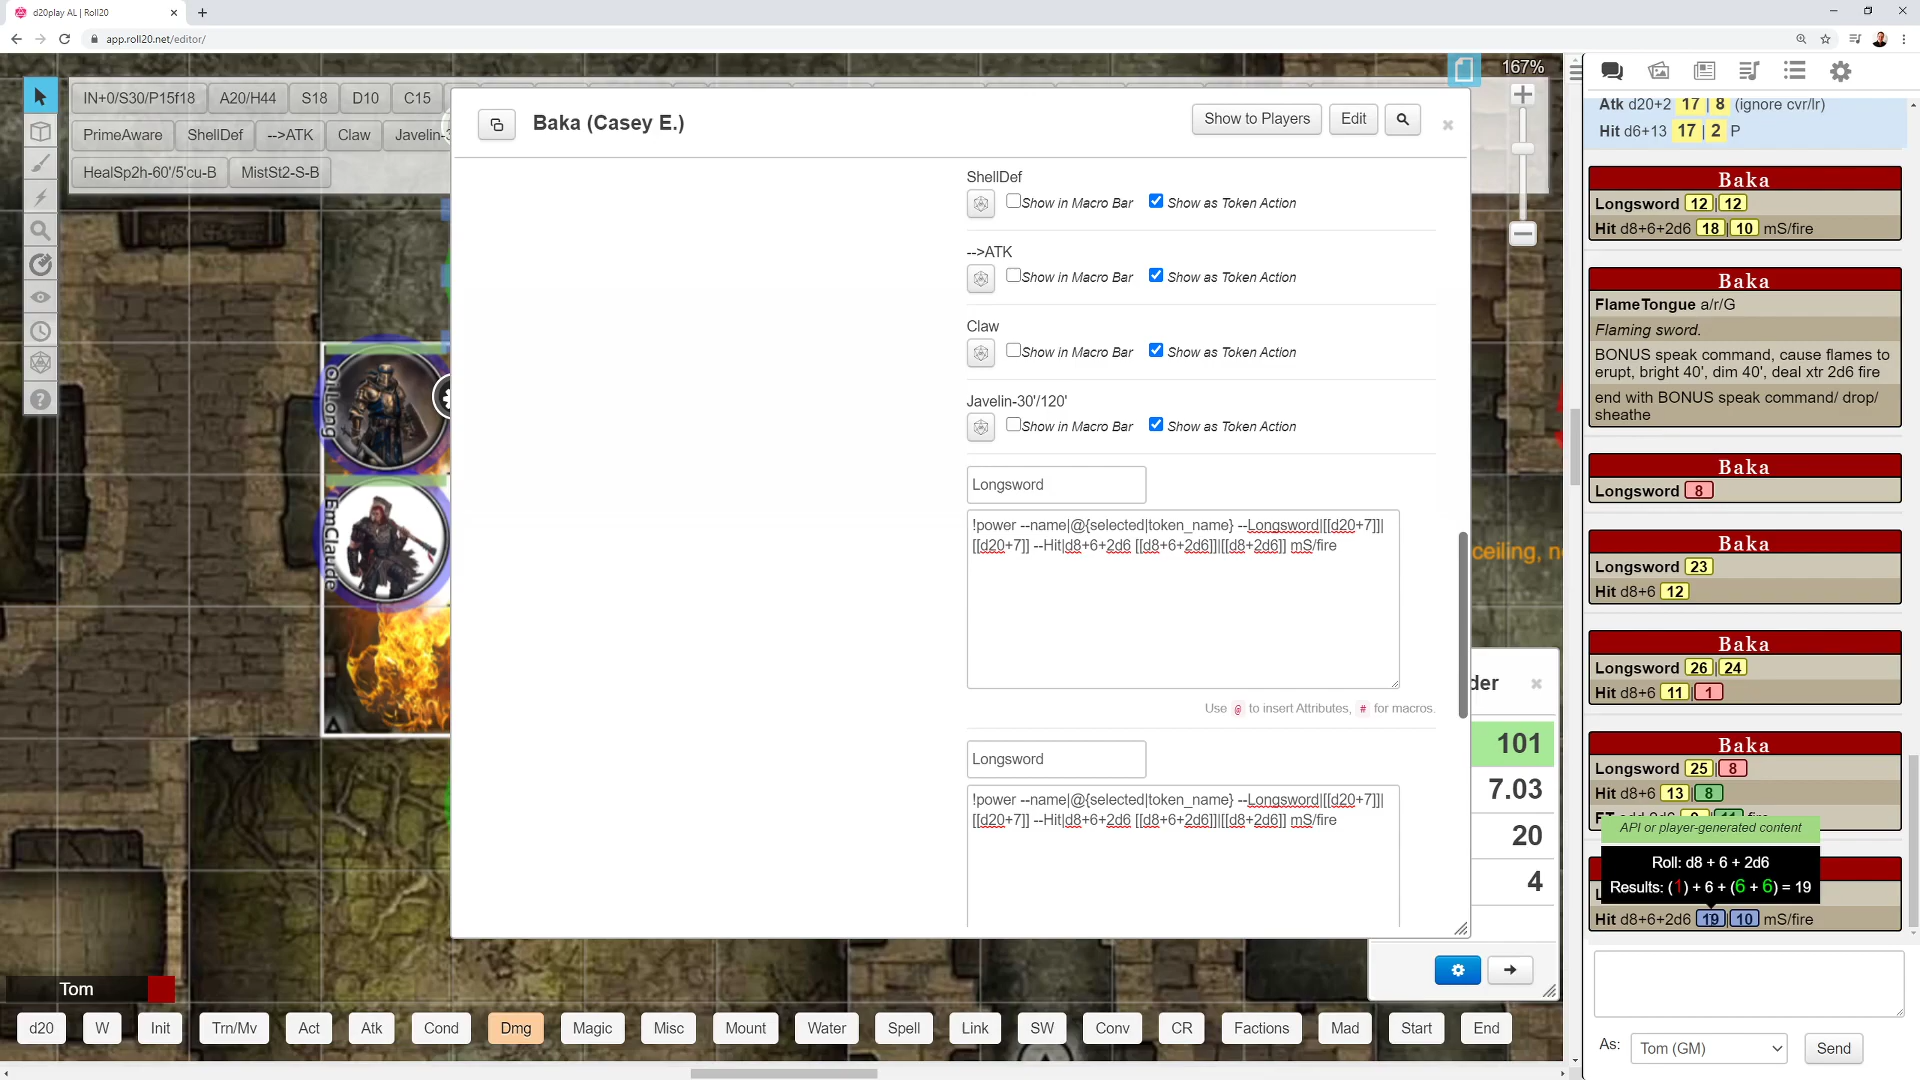 d20play AL | Roll20
app.roll20.net/editor/
IN+0/S30/P15f18
A20/H44
S18
D10
C15
PrimeAware
ShellDef
-->ATK
Claw
Javelin-3
HealSp2h-60'/5'cu-B
MistSt2-S-B
167%
OrLong
EmClaude
Baka (Casey E.)
Show to Players
Edit
ShellDef
Show in Macro Bar
Show as Token Action
-->ATK
Show in Macro Bar
Show as Token Action
Claw
Show in Macro Bar
Show as Token Action
Javelin-30'/120'
Show in Macro Bar
Show as Token Action
Longsword
!power --name|@{selected|token_name} --Longsword|[[d20+7]]|
[[d20+7]] --Hit|d8+6+2d6 [[d8+6+2d6]]|[[d8+2d6]] mS/fire
Use @ to insert Attributes, # for macros.
Longsword
!power --name|@{selected|token_name} --Longsword|[[d20+7]]|
[[d20+7]] --Hit|d8+6+2d6 [[d8+6+2d6]]|[[d8+2d6]] mS/fire
ceiling, n
der
101
7.03
20
4
Atk d20+2 17 | 8 (ignore cvr/lr)
Hit d6+13 17 | 2 P
Baka
Longsword 12|12
Hit d8+6+2d6 18|10 mS/fire
Baka
FlameTongue a/r/G
Flaming sword.
BONUS speak command, cause flames to
erupt, bright 40', dim 40', deal xtr 2d6 fire
end with BONUS speak command/ drop/
sheathe
Baka
Longsword 8
Baka
Longsword 23
Hit d8+6 12
Baka
Longsword 26|24
Hit d8+6 11|1
Baka
Longsword 25|8
Hit d8+6 13|8
API or player-generated content
Roll: d8 + 6 + 2d6
Results: (1) + 6 + (6 + 6) = 19
Hit d8+6+2d6 19|10 mS/fire
Tom
d20
W
Init
Trn/Mv
Act
Atk
Cond
Dmg
Magic
Misc
Mount
Water
Spell
Link
SW
Conv
CR
Factions
Mad
Start
End
As:
Tom (GM)
Send